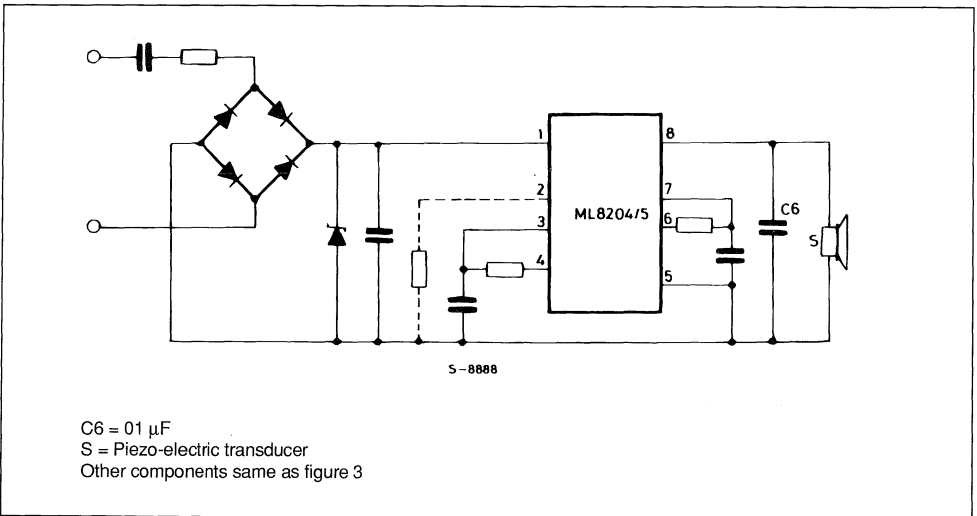 1
8
2
7
ML8204/5
3
6
C6
4
S
5
S-8888
C6 = 01 µF
S = Piezo-electric transducer
Other components same as figure 3